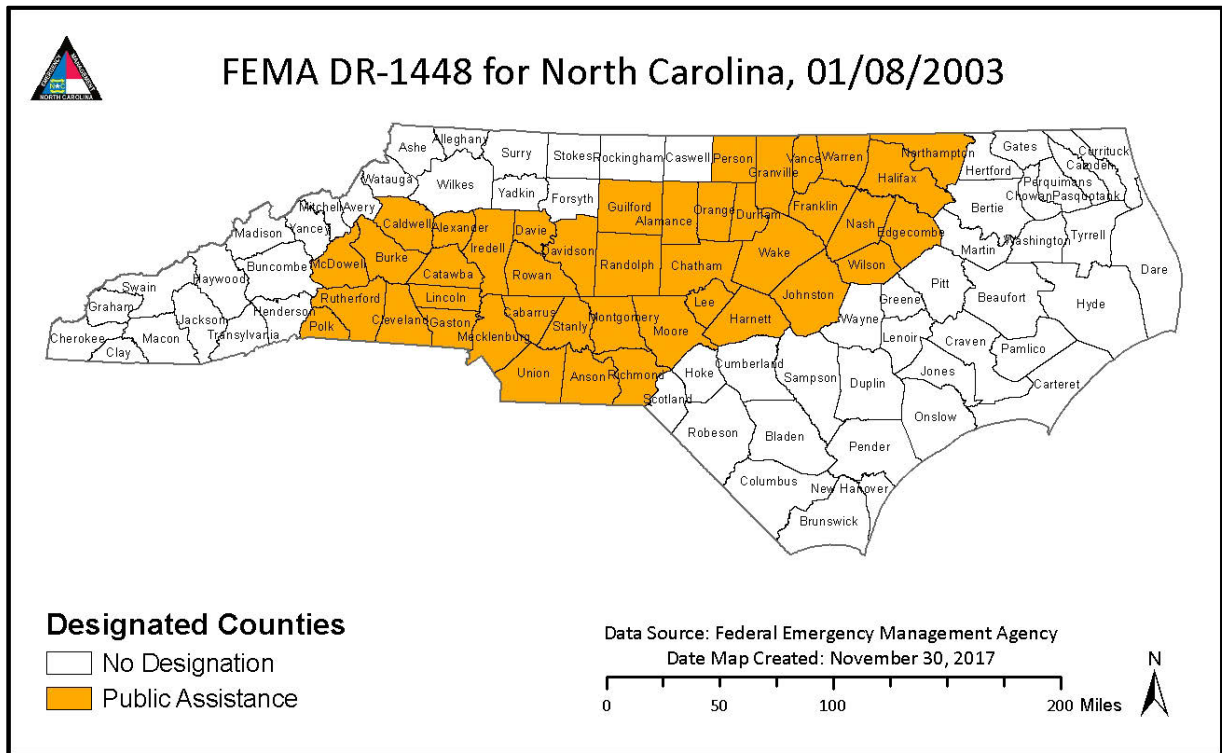 FEMA DR-1448 for North Carolina, 01/08/2003
EMERGENCY
MANAGEMENT
NC
NORTH CAROLINA
Alleghany
Ashe
Surry
Stokes
Rockingham
Caswell
Person
Vance
Warren
Northampton
Gates
Currituck
Camden
Granville
Hertford
Halifax
Watauga
Wilkes
Yadkin
Forsyth
Perquimans
Pasquotank
Chowan
Guilford
Alamance
Orange
Durham
Franklin
Bertie
Mitchell
Avery
Caldwell
Alexander
Davie
Nash
Edgecombe
Yancey
Madison
Iredell
Davidson
Washington
Tyrrell
Martin
Burke
McDowell
Buncombe
Catawba
Rowan
Randolph
Chatham
Wake
Wilson
Dare
Haywood
Swain
Pitt
Beaufort
Hyde
Rutherford
Lincoln
Lee
Johnston
Greene
Graham
Henderson
Jackson
Cabarrus
Stanly
Montgomery
Moore
Harnett
Wayne
Cleveland
Gaston
Mecklenburg
Polk
Cherokee
Macon
Transylvania
Clay
Lenoir
Craven
Pamlico
Union
Anson
Richmond
Hoke
Cumberland
Sampson
Duplin
Jones
Carteret
Scotland
Onslow
Robeson
Bladen
Pender
Columbus
New Hanover
Brunswick
Designated Counties
No Designation
Public Assistance
Data Source: Federal Emergency Management Agency
Date Map Created: November 30, 2017
N
0 50 100 200 Miles